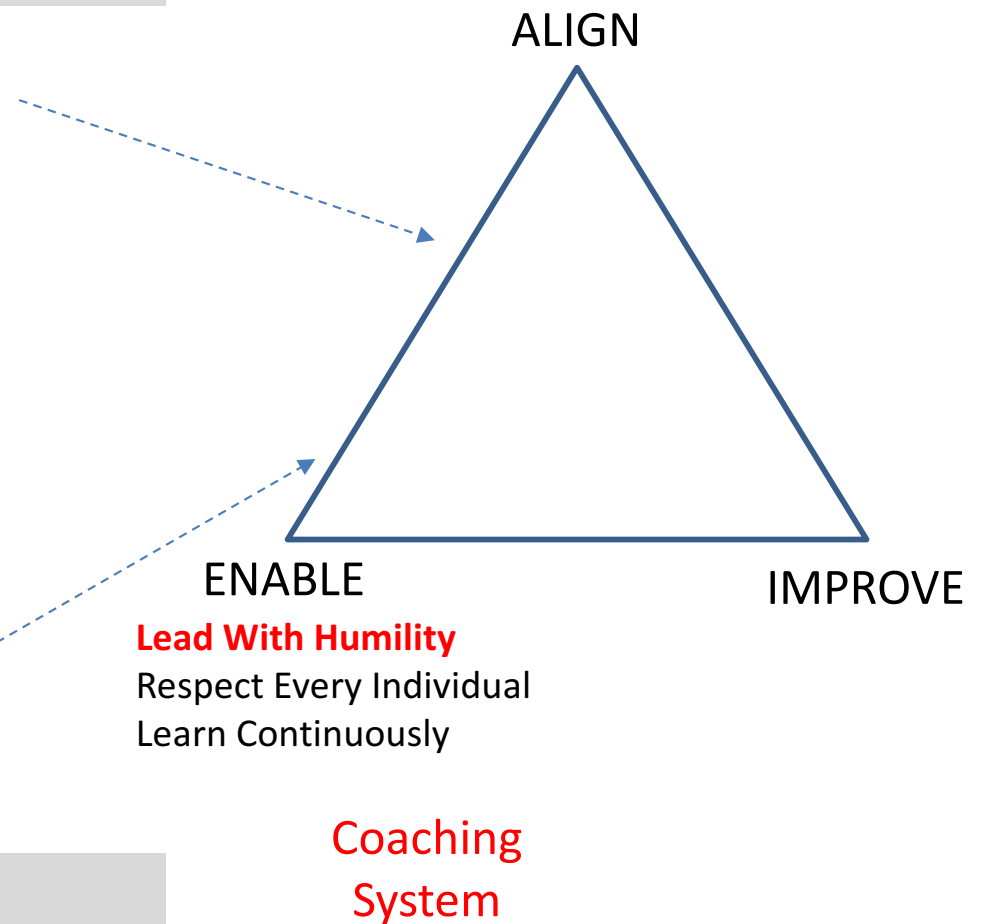 ALIGN
ENABLE
IMPROVE
Lead With Humility
Respect Every Individual
Learn Continuously
Coaching
System